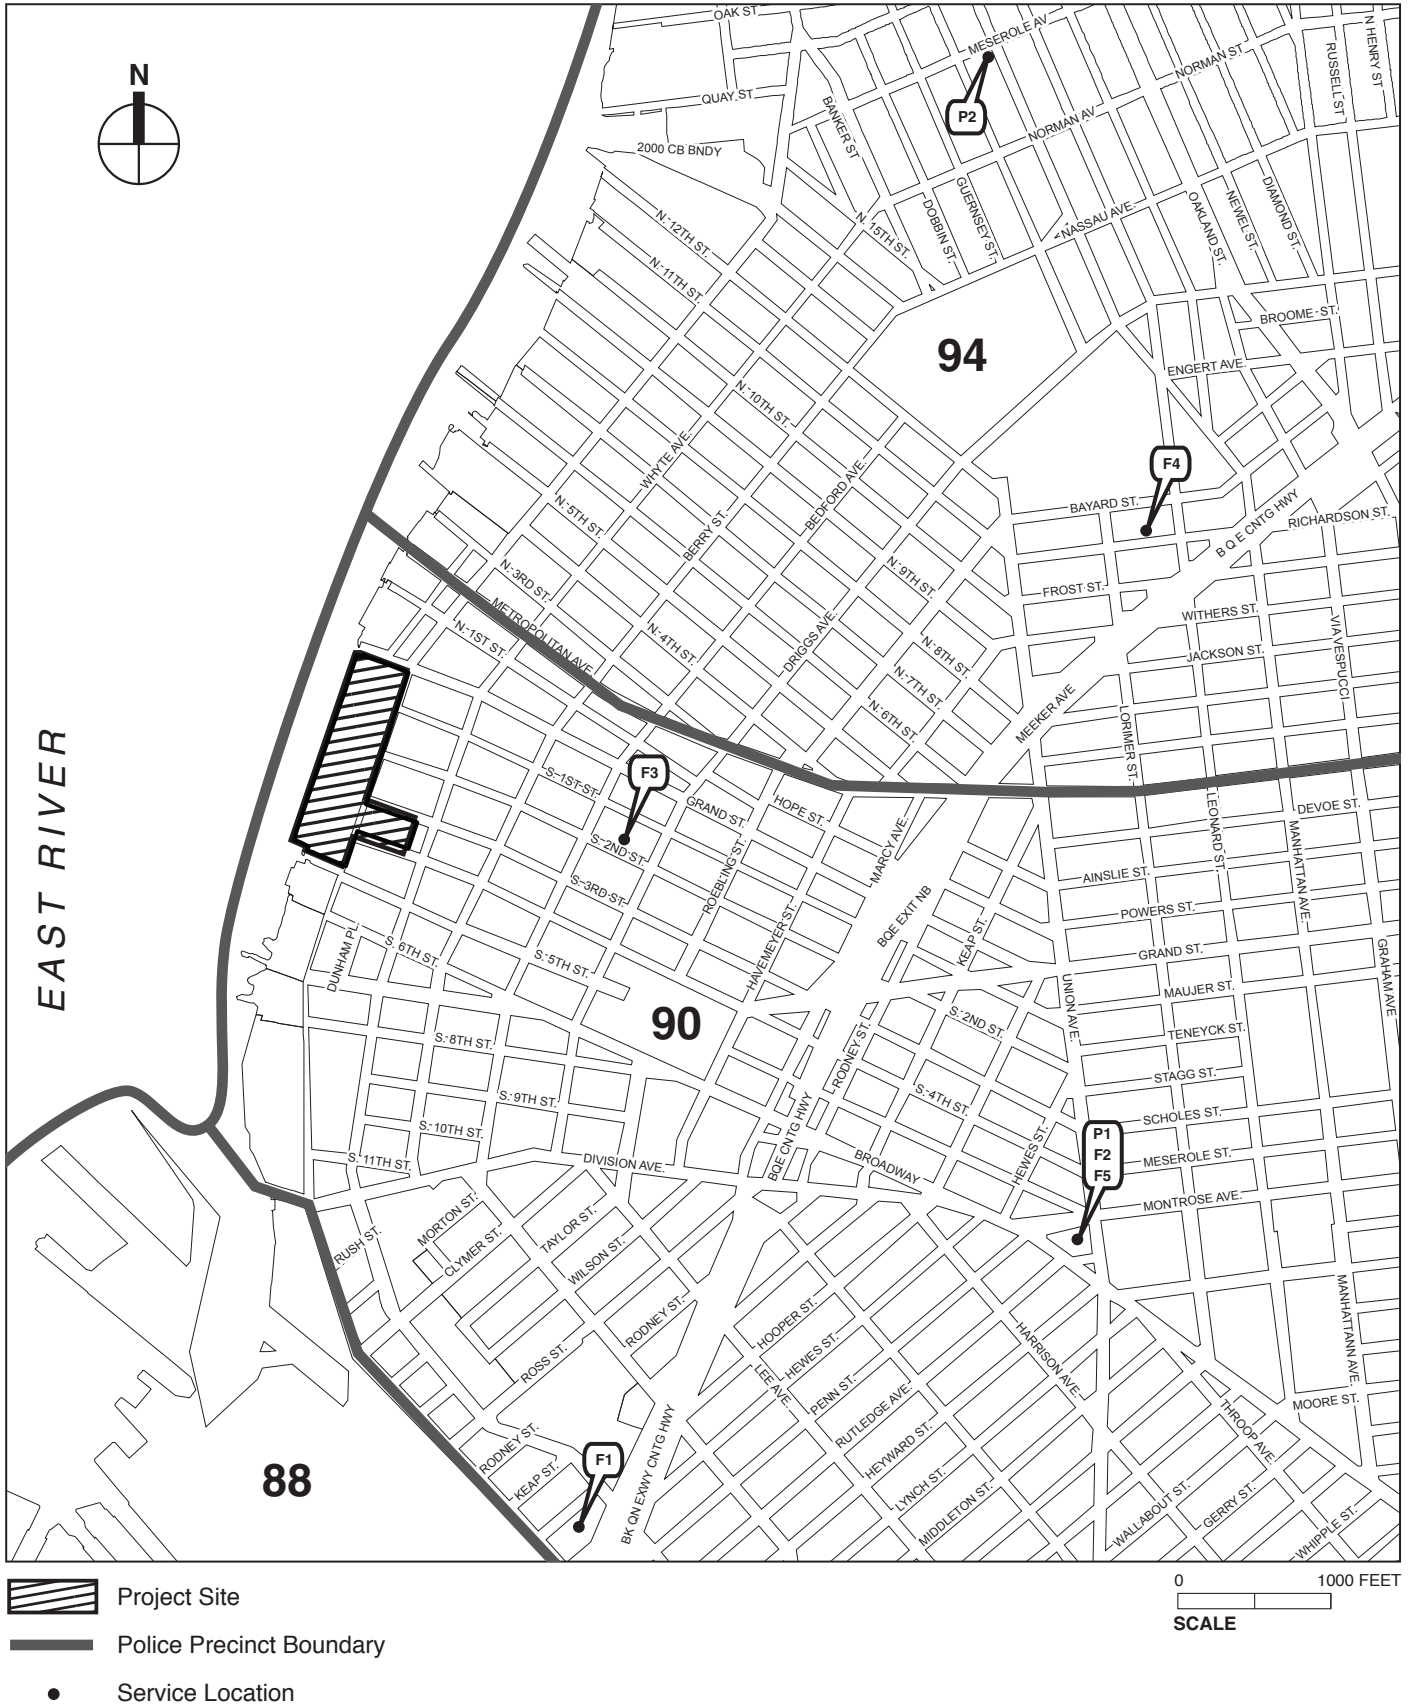 OAK ST
MESEROLE AV
N HENRY ST
RUSSELL ST
NORMAN ST
N
QUAY ST
BANKER ST
P2
NORMAN AV
2000 CB BNDY
N. 12TH ST.
N. 15TH ST.
DOBBIN ST.
GUERNSEY ST.
NASSAU AVE.
OAKLAND ST.
NEWEL ST.
DIAMOND ST.
N. 11TH ST.
BROOME ST.
94
ENGERT AVE.
N. 10TH ST.
WHYTE AVE.
BEDFORD AVE.
F4
BAYARD ST.
N. 5TH ST.
BERRY ST.
B Q E CNTG HWY
RICHARDSON ST.
N. 3RD ST.
N. 9TH ST.
FROST ST.
METROPOLITAN AVE.
N. 1ST ST.
N. 4TH ST.
DRIGGS AVE.
N. 8TH ST.
WITHERS ST.
VIA VESPUCCI
JACKSON ST.
N. 7TH ST.
N. 6TH ST.
MEEKER AVE
LORIMER ST.
EAST RIVER
S. 1ST ST.
F3
GRAND ST.
HOPE ST.
MARCY AVE.
LEONARD ST.
DEVOE ST.
MANHATTAN AVE.
S. 2ND ST.
ROEBLING ST.
AINSLIE ST.
S. 3RD ST.
POWERS ST.
BQE EXIT NB
KEAP ST.
HAVEMEYER ST.
DUNHAM PL.
S. 6TH ST.
S. 5TH ST.
GRAND ST.
GRAHAM AVE
UNION AVE.
MAUJER ST.
90
S. 2ND ST.
RODNEY ST.
TENEYCK ST.
S. 8TH ST.
STAGG ST.
S. 9TH ST.
S. 4TH ST.
SCHOLES ST.
S. 10TH ST.
BQE CNTG HWY
HEWES ST.
P1
F2
F5
MESEROLE ST.
S. 11TH ST.
DIVISION AVE.
BROADWAY
MONTROSE AVE.
RUSH ST.
MORTON ST.
CLYMER ST.
TAYLOR ST.
WILSON ST.
RODNEY ST.
HOOPER ST.
HARRISON AVE.
MANHATTANN AVE.
ROSS ST.
HEWES ST.
LEE AVE.
PENN ST.
RUTLEDGE AVE.
MOORE ST.
THROOP AVE.
RODNEY ST.
KEAP ST.
F1
BK QN EXWY CNTG HWY
HEYWARD ST.
LYNCH ST.
MIDDLETON ST.
WALLABOUT ST.
GERRY ST.
WHIPPLE ST.
88
0 1000 FEET
SCALE
Project Site
Police Precinct Boundary
Service Location